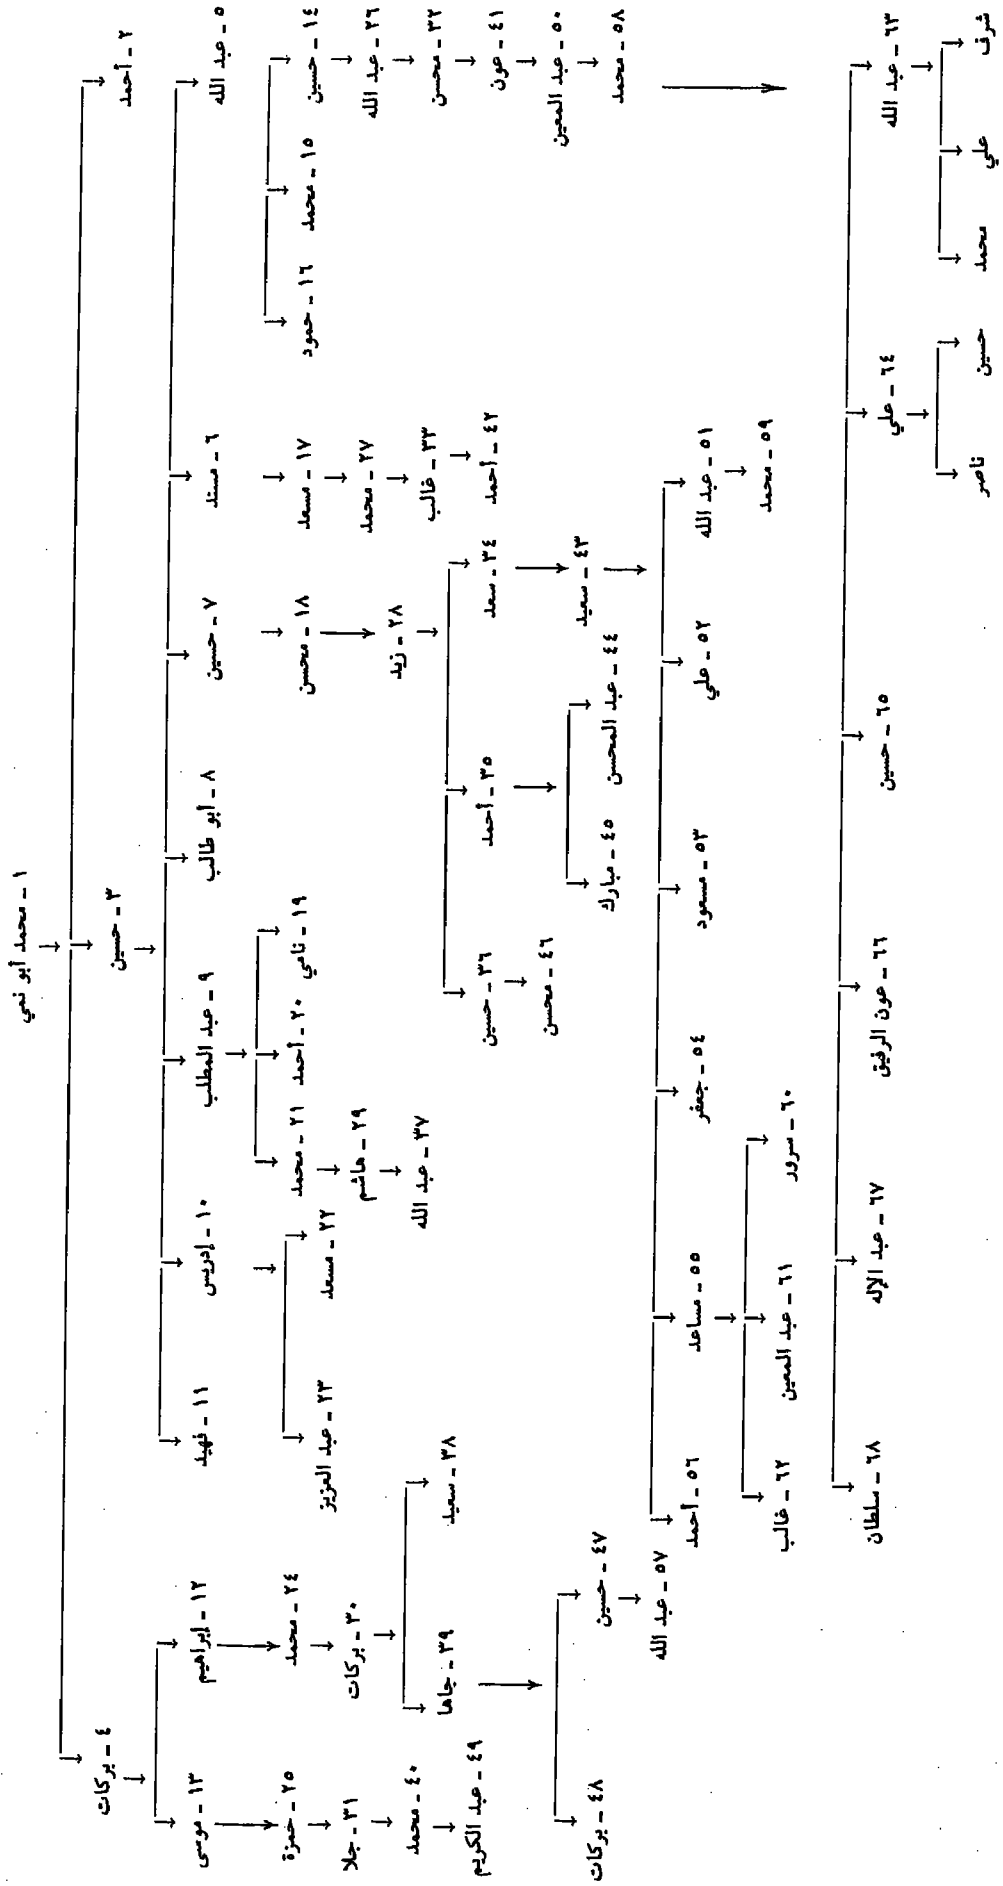 ١ - محمد أبو نمي
٢ - أحمد
٣ - حسين
٤ - بركات
٥ - عبد الله
٦ - مسند
٧ - حسين
٨ - أبو طالب
٩ - عبد المطلب
١٠ - إدريس
١١ - فهيد
١٢ - إبراهيم
١٣ - موسى
١٤ - حسين
١٥ - محمد
١٦ - حمود
١٧ - مسعد
١٨ - محسن
١٩ - نامي
٢٠ - أحمد
٢١ - محمد
٢٢ - مسعد
٢٣ - عبد العزيز
٢٤ - محمد
٢٥ - حمزة
٢٦ - عبد الله
٢٧ - محمد
٢٨ - زيد
٢٩ - هاشم
٣٠ - بركات
٣١ - جلا
٣٢ - محسن
٣٣ - غالب
٣٤ - سعد
٣٥ - أحمد
٣٦ - حسين
٣٧ - عبد الله
٣٨ - سعيد
٣٩ - جاها
٤٠ - محمد
٤١ - عون
٤٢ - أحمد
٤٣ - سعيد
٤٤ - عبد المحسن
٤٥ - مبارك
٤٦ - محسن
٤٧ - حسين
٤٨ - بركات
٤٩ - عبد الكريم
٥٠ - عبد المعين
٥١ - عبد الله
٥٢ - علي
٥٣ - مسعود
٥٤ - جعفر
٥٥ - مساعد
٥٦ - أحمد
٥٧ - عبد الله
٥٨ - محمد
٥٩ - محمد
٦٠ - سرور
٦١ - عبد المعين
٦٢ - غالب
٦٣ - عبد الله
٦٤ - علي
٦٥ - حسين
٦٦ - عون الرفيق
٦٧ - عبد الإله
٦٨ - سلطان
شرف
علي
محمد
حسين
ناصر